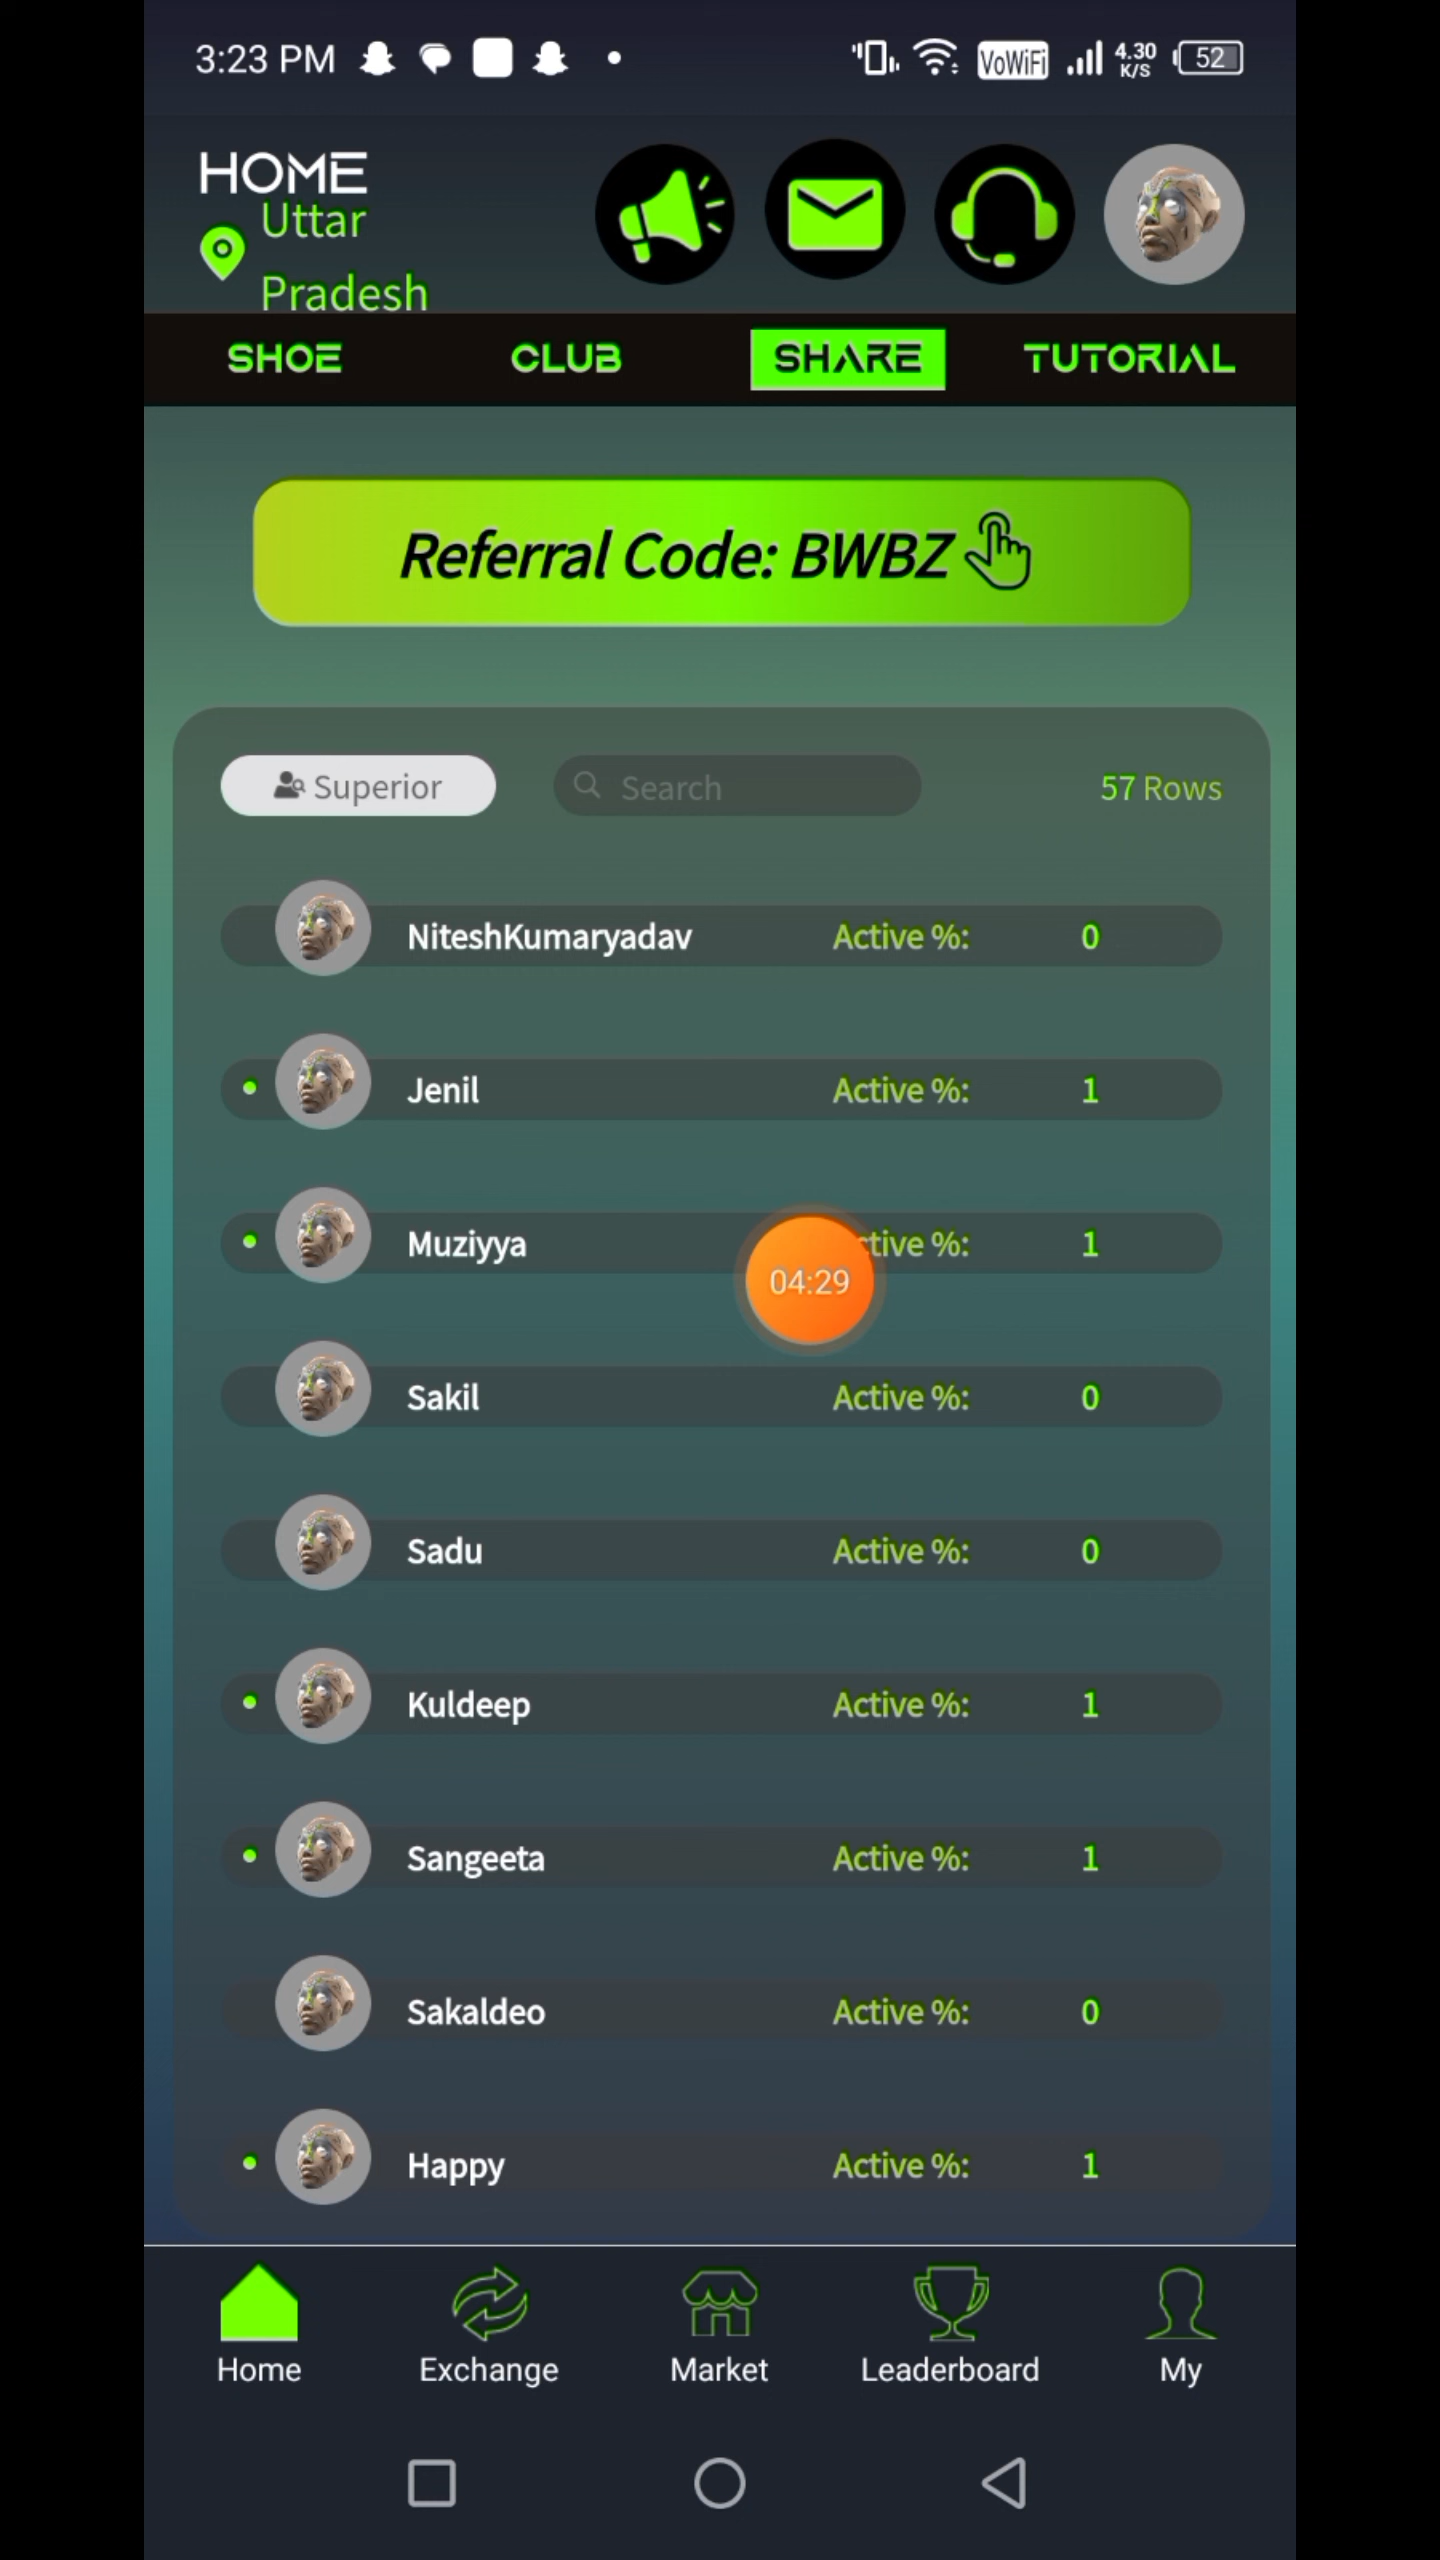 3:23 PM
VoWiFi
4.30
K/S
52
HOME
Uttar
Pradesh
SHOE
CLUB
SHARE
TUTORIAL
Referral Code: BWBZ
Superior
Search
57 Rows
NiteshKumaryadav Active %: 0
Jenil Active %: 1
Muziyya ctive %: 1
04:29
Sakil Active %: 0
Sadu Active %: 0
Kuldeep Active %: 1
Sangeeta Active %: 1
Sakaldeo Active %: 0
Happy Active %: 1
Home
Exchange
Market
Leaderboard
My